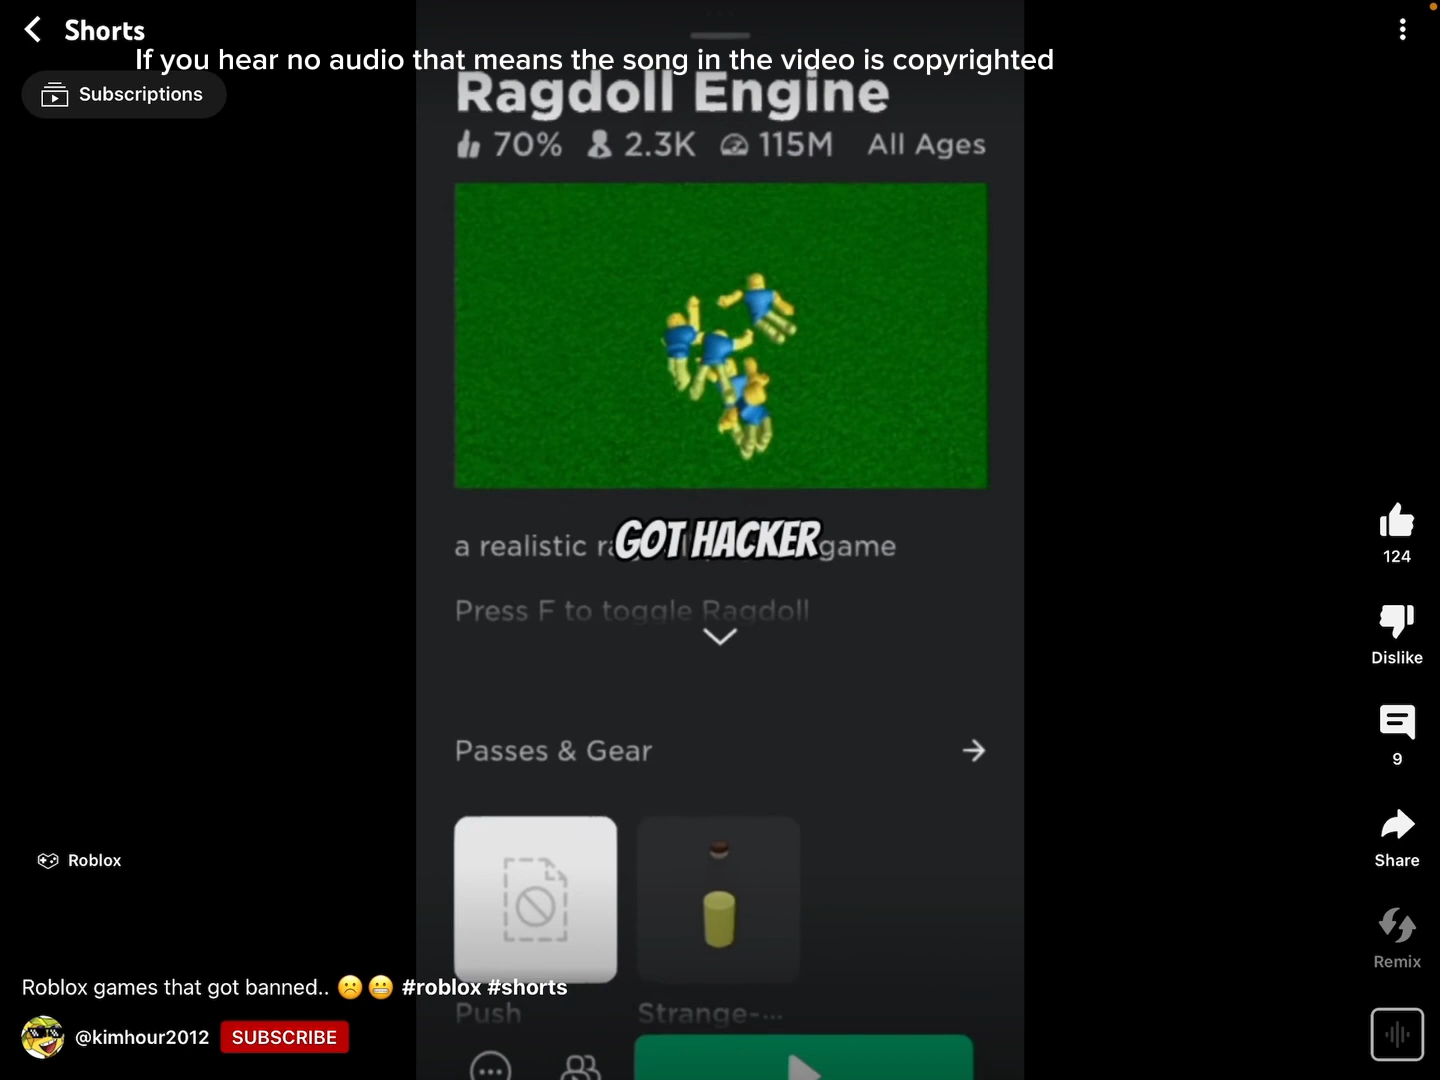 Shorts
If you hear no audio that means the song in the video is copyrighted
Subscriptions
Ragdoll Engine
70% 2.3K 115M All Ages
GOT HACKER
a realistic game
Press F to toggle Ragdoll
124
Dislike
9
Passes & Gear
Share
Roblox
Remix
Roblox games that got banned.. ☹️😬 #roblox #shorts
Push Strange-...
@kimhour2012 SUBSCRIBE